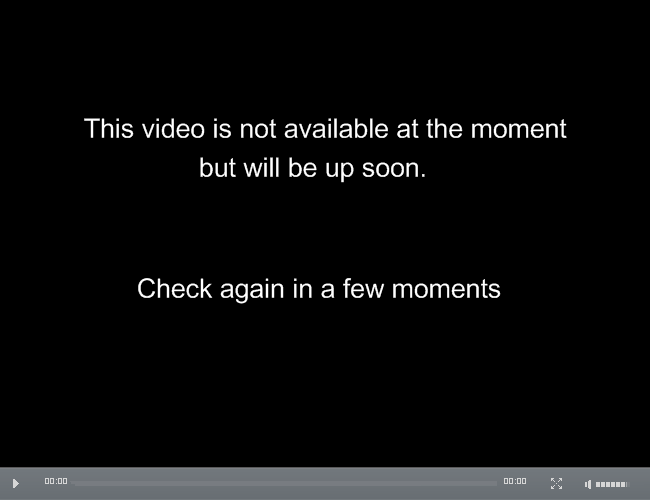 This video is not available at the moment
but will be up soon.
Check again in a few moments
00:00 00:00